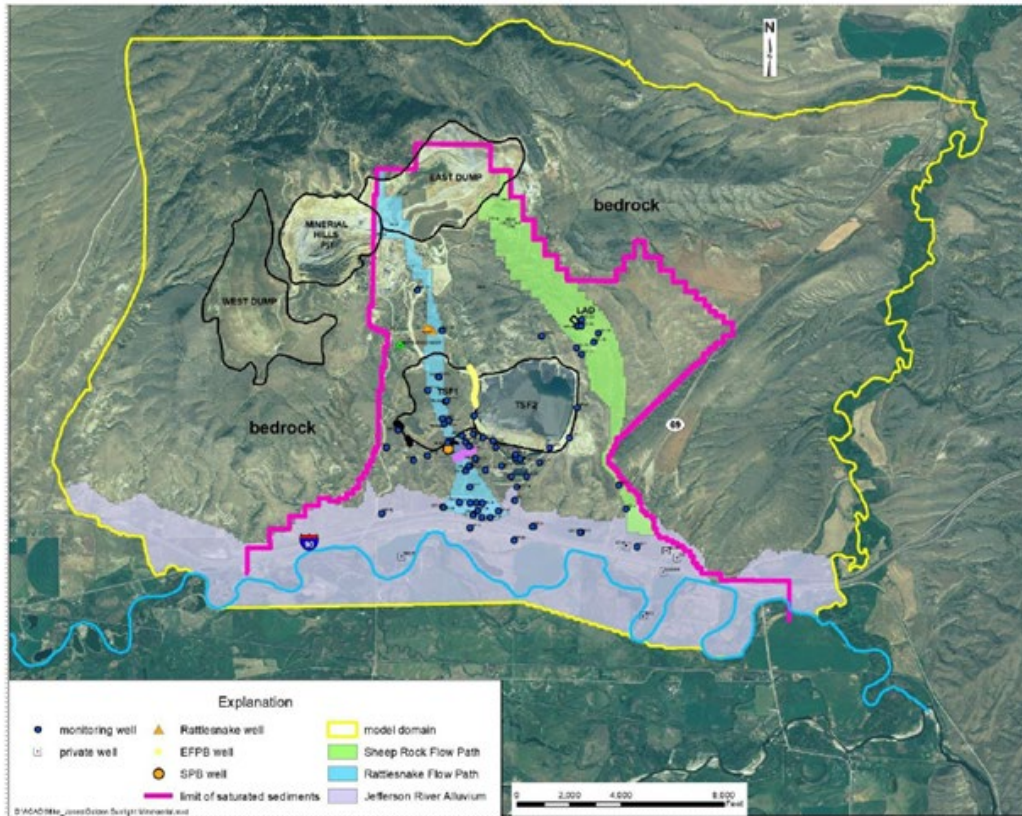 N
EAST DUMP
bedrock
MINERIAL
HILLS
PIT
WEST DUMP
LAD
TSF1
TSF2
69
bedrock
90
Explanation
monitoring well
Rattlesnake well
model domain
private well
EFPB well
Sheep Rock Flow Path
SPB well
Rattlesnake Flow Path
limit of saturated sediments
Jefferson River Alluvium
0 2,000 4,000 8,000
Feet